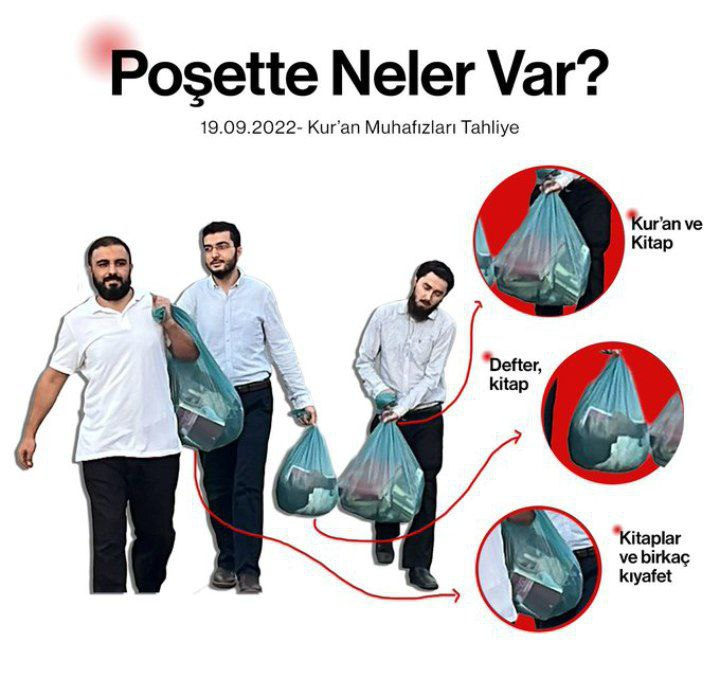 Poşette Neler Var?
19.09.2022- Kur'an Muhafızları Tahliye
Kur'an ve
Kitap
Defter,
kitap
Kitaplar
ve birkaç
kıyafet